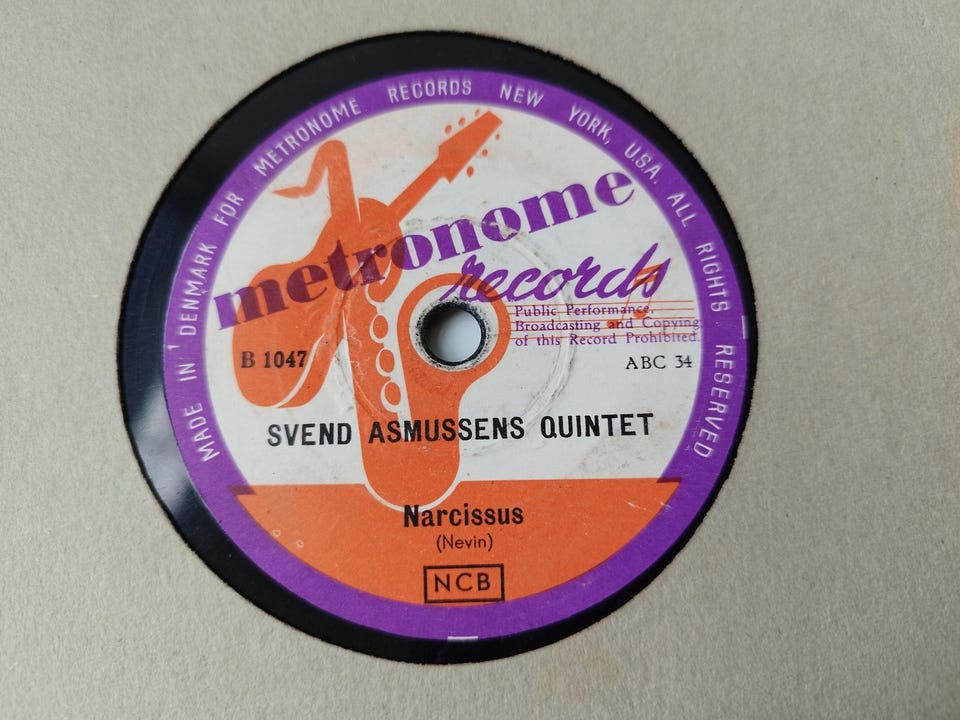 MADE IN DENMARK FOR METRONOME RECORDS NEW YORK, U.S.A. ALL RIGHTS RESERVED
metronome
records
Public Performance,
Broadcasting and Copying
of this Record Prohibited.
B 1047
ABC 34
SVEND ASMUSSENS QUINTET
Narcissus
(Nevin)
NCB